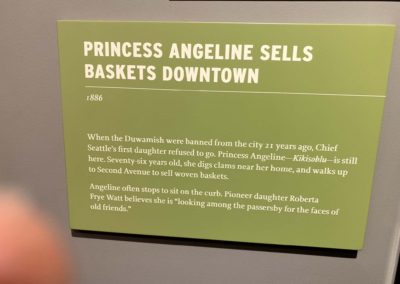 PRINCESS ANGELINE SELLS
BASKETS DOWNTOWN
1886
When the Duwamish were banned from the city 21 years ago, Chief
Seattle's first daughter refused to go. Princess Angeline—Kikisoblu—is still
here. Seventy-six years old, she digs clams near her home, and walks up
to Second Avenue to sell woven baskets.
Angeline often stops to sit on the curb. Pioneer daughter Roberta
Frye Watt believes she is "looking among the passersby for the faces of
old friends."